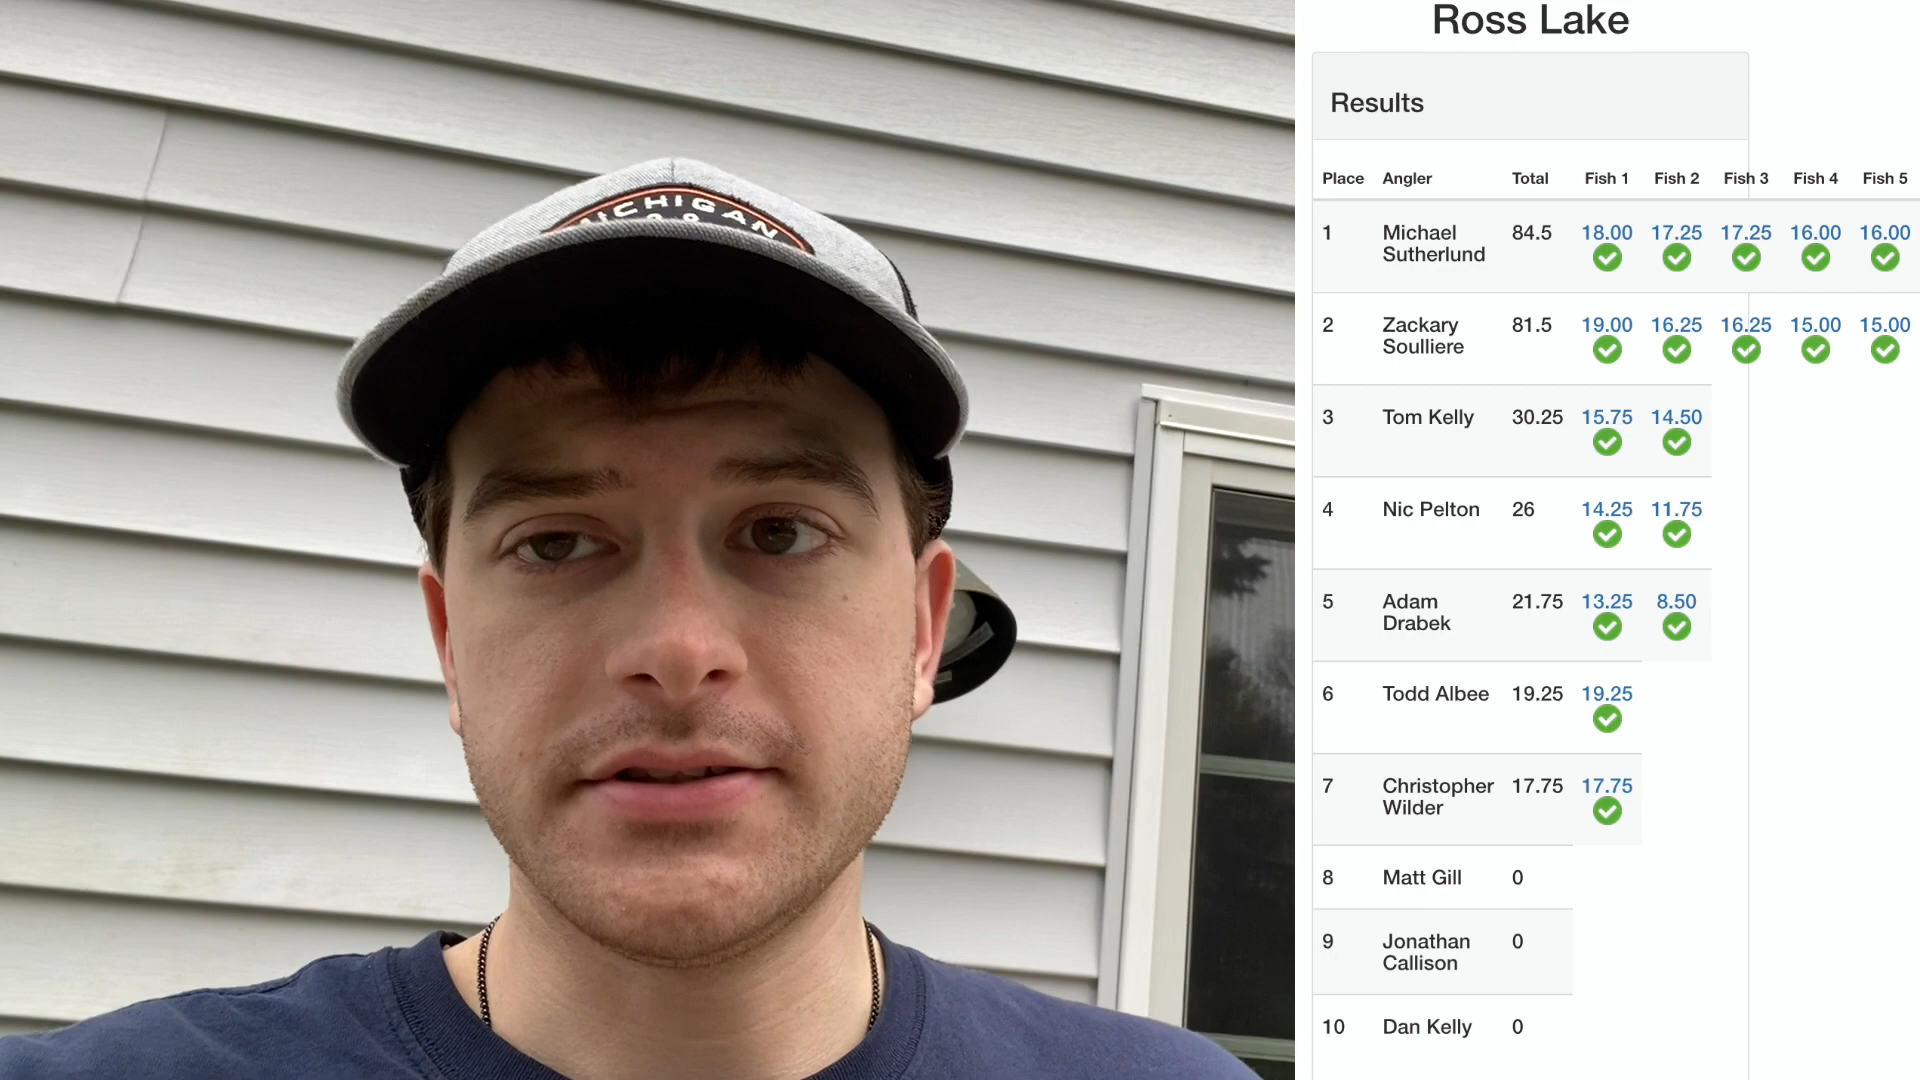 MICHIGAN
Ross Lake
Results
Place Angler Total Fish 1 Fish 2 Fish 3 Fish 4 Fish 5
1 Michael 84.5 18.00 17.25 17.25 16.00 16.00
Sutherlund
2 Zackary 81.5 19.00 16.25 16.25 15.00 15.00
Soulliere
3 Tom Kelly 30.25 15.75 14.50
4 Nic Pelton 26 14.25 11.75
5 Adam 21.75 13.25 8.50
Drabek
6 Todd Albee 19.25 19.25
7 Christopher 17.75 17.75
Wilder
8 Matt Gill 0
9 Jonathan 0
Callison
10 Dan Kelly 0